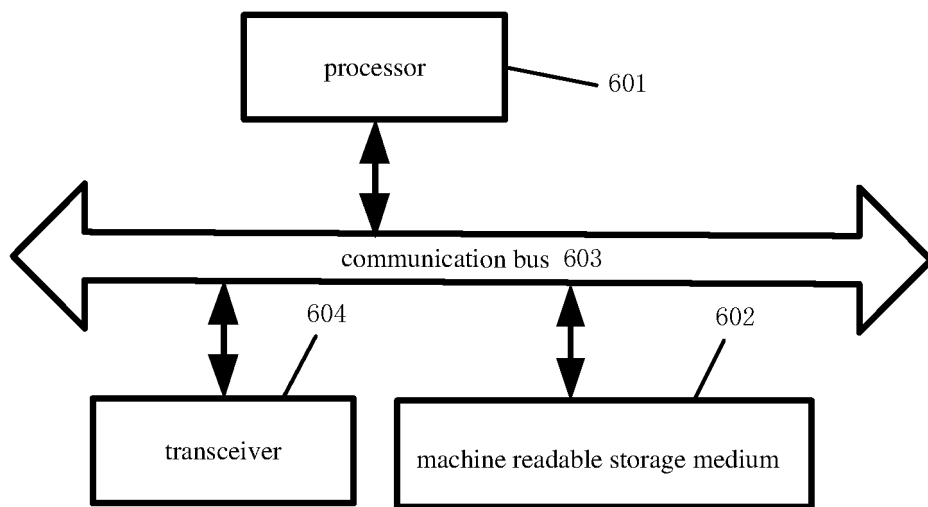 processor
601
communication bus 603
604
602
transceiver
machine readable storage medium